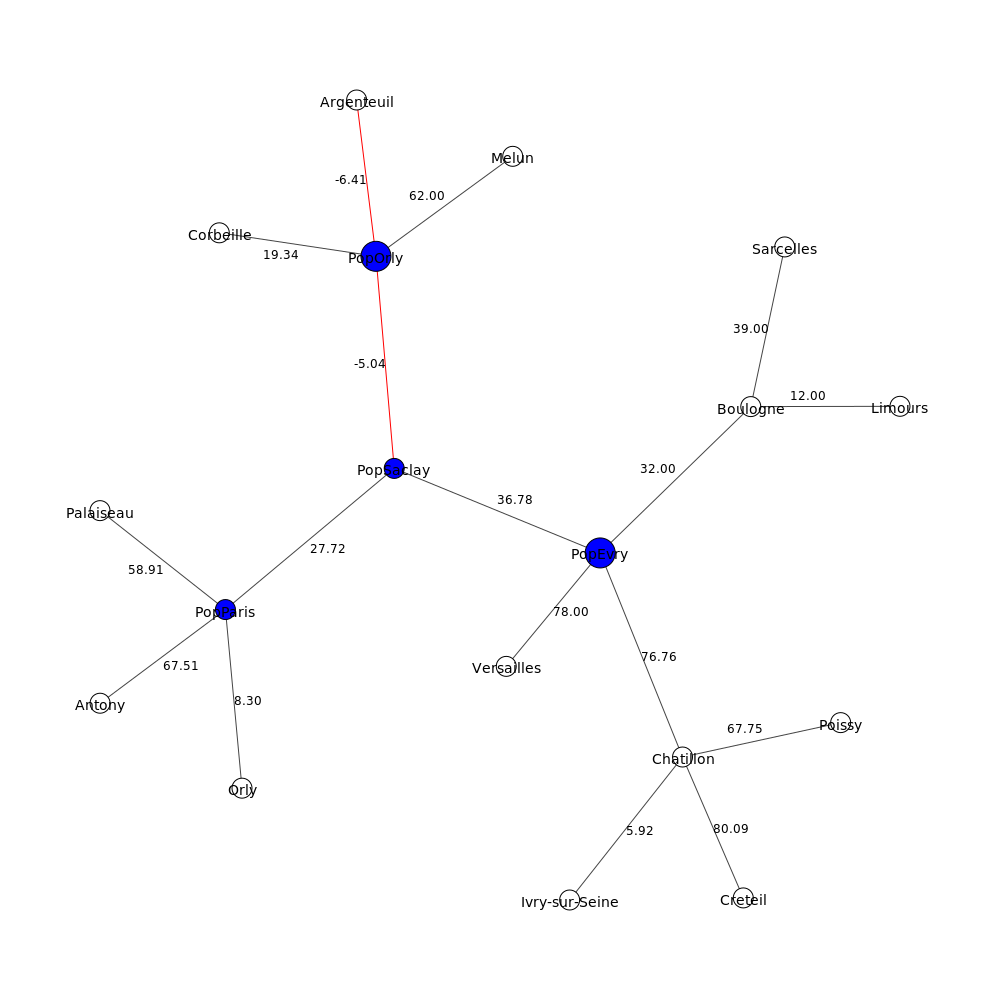 Argenteuil
Melun
-6.41
62.00
Corbeille
Sarcelles
19.34
PopOrly
39.00
-5.04
12.00
Boulogne
Limours
PopSaclay
32.00
36.78
Palaiseau
27.72
PopEvry
58.91
PopParis
78.00
67.51
Versailles
76.76
8.30
Antony
Poissy
67.75
Chatillon
Orly
5.92
80.09
Ivry-sur-Seine
Creteil